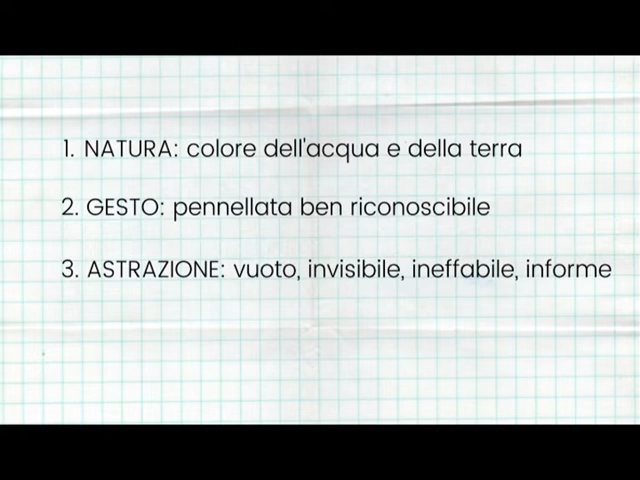 1. NATURA: colore dell'acqua e della terra
2. GESTO: pennellata ben riconoscibile
3. ASTRAZIONE: vuoto, invisibile, ineffabile, informe